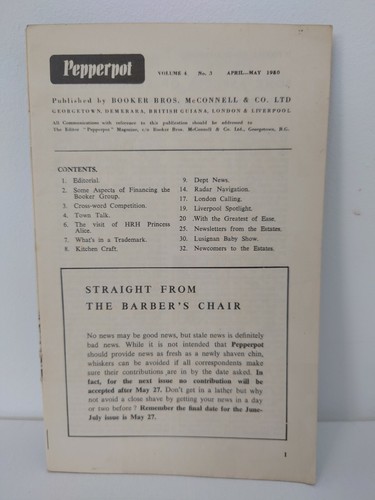 Pepperpot
VOLUME 4 No. 3 APRIL—MAY 1960
Published by BOOKER BROS. McCONNELL & CO. LTD
GEORGETOWN, DEMERARA, BRITISH GUIANA, LONDON & LIVERPOOL
All Communications with reference to this publication should be addressed to
The Editor "Pepperpot" Magazine, c/o Booker Bros. McConnell & Co. Ltd., Georgetown, B.G.
CONTENTS.
1. Editorial.
2. Some Aspects of Financing the
Booker Group.
3. Cross-word Competition.
4. Town Talk.
6. The visit of HRH Princess
Alice.
7. What's in a Trademark.
8. Kitchen Craft.
9. Dept News.
14. Radar Navigation.
17. London Calling.
19. Liverpool Spotlight.
20 .With the Greatest of Ease.
25. Newsletters from the Estates.
30. Lusignan Baby Show.
32. Newcomers to the Estates.
STRAIGHT FROM
THE BARBER'S CHAIR
No news may be good news, but stale news is definitely
bad news. While it is not intended that Pepperpot
should provide news as fresh as a newly shaven chin,
whiskers can be avoided if all correspondents make
sure their contributions are in by the date asked. In
fact, for the next issue no contribution will be
accepted after May 27. Don't get in a lather but why
not avoid a close shave by getting your news in a day
or two before? Remember the final date for the June-
July issue is May 27.
1